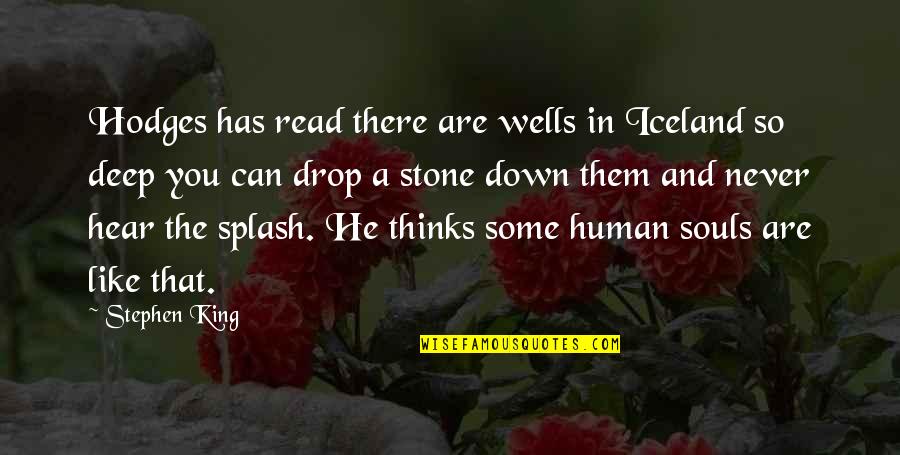 Hodges has read there are wells in Iceland so
deep you can drop a stone down them and never
hear the splash. He thinks some human souls are
like that.
~ Stephen King
WISEFAMOUSQUOTES.COM